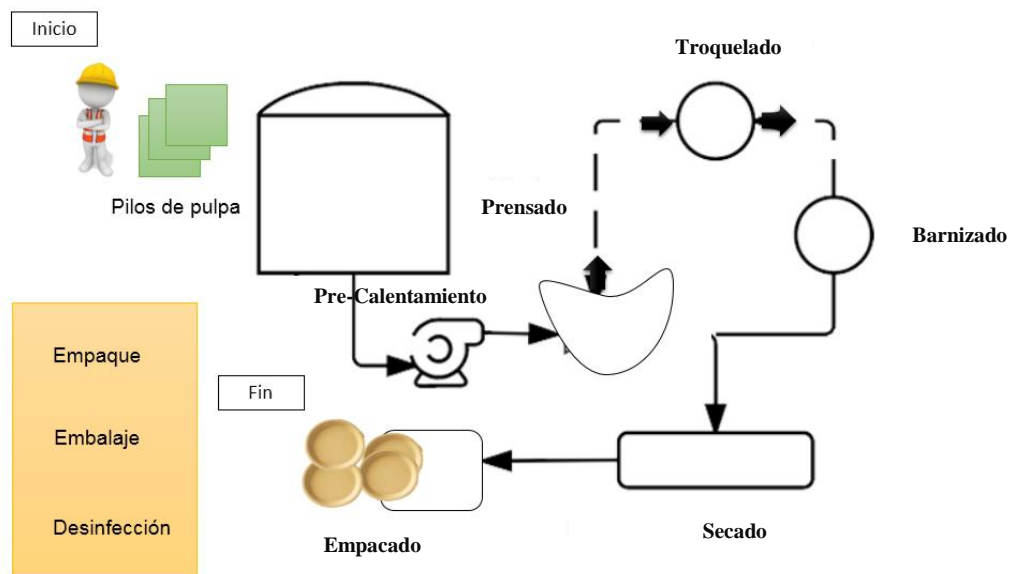 Inicio
Pilos de pulpa
Pre-Calentamiento
Prensado
Troquelado
Barnizado
Secado
Empacado
Fin
Empaque
Embalaje
Desinfección